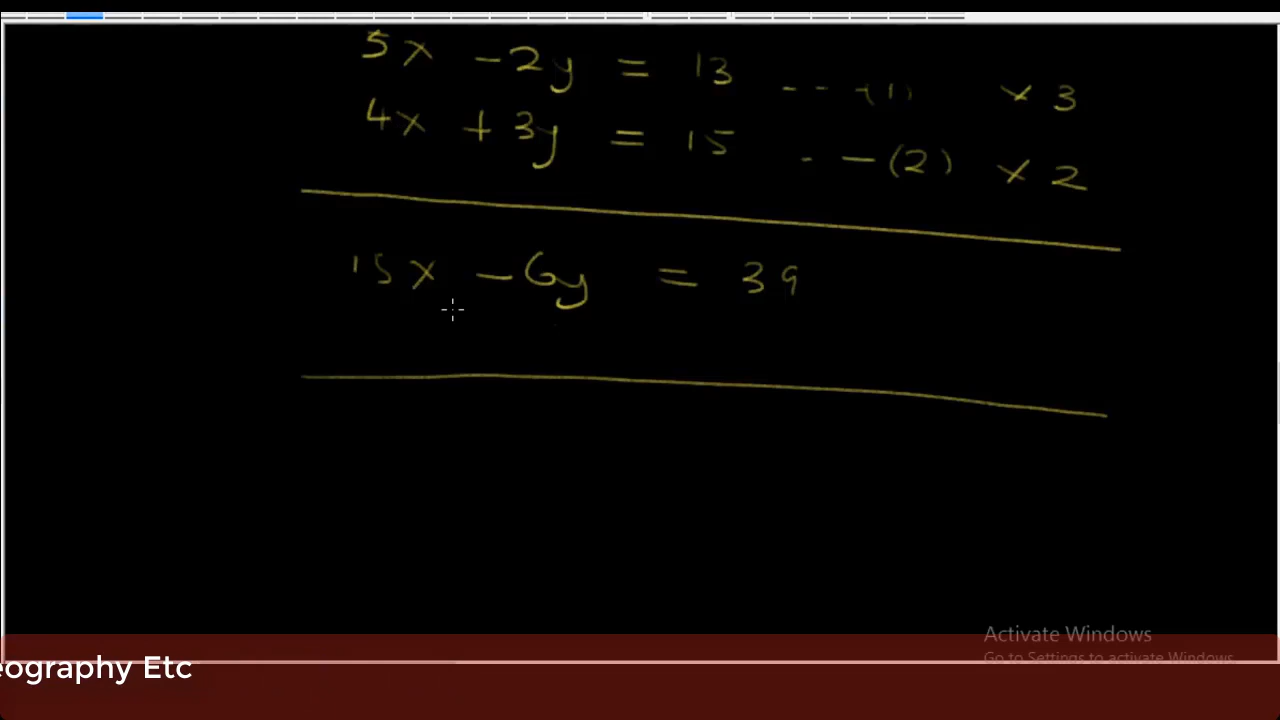 5x - 2y = 13 -- -(1) × 3
4x + 3y = 15 -- -(2) × 2
15x - 6y = 39
Activate Windows
Go to Settings to activate Windows.
eography Etc